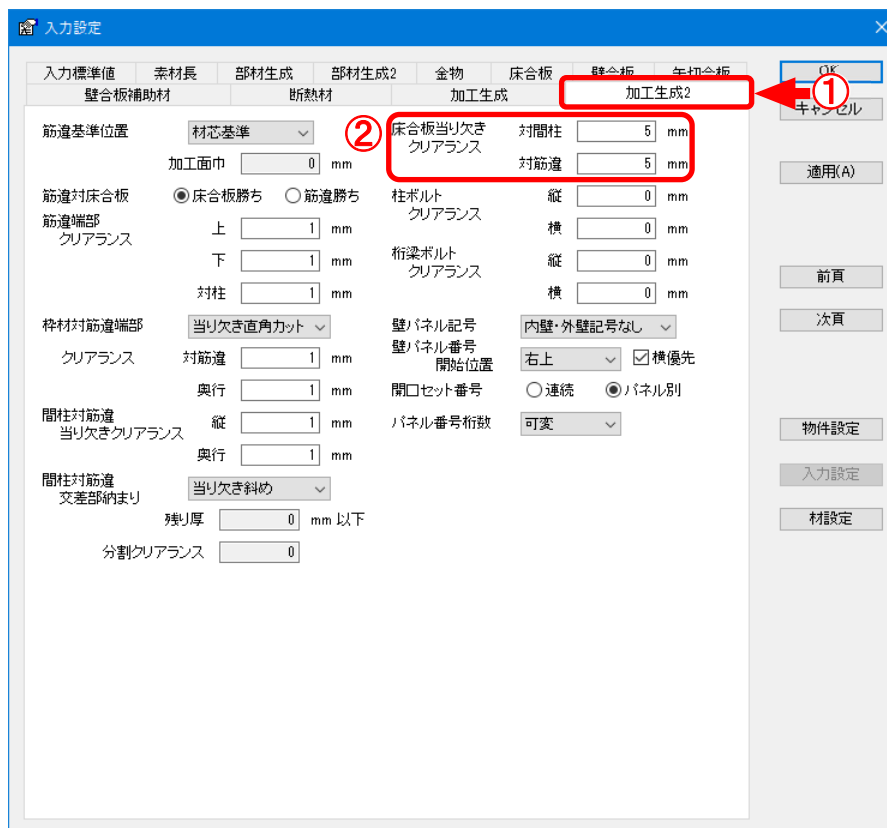 入力設定
入力標準値 素材長 部材生成 部材生成2 金物 床合板 壁合板 矢切合板
壁合板補助材 断熱材 加工生成 加工生成2
①
OK
キャンセル
適用(A)
前頁
次頁
物件設定
入力設定
材設定
筋違基準位置 材芯基準
加工面巾 0 mm
筋違対床合板 床合板勝ち 筋違勝ち
筋違端部
クリアランス 上 1 mm
下 1 mm
対柱 1 mm
枠材対筋違端部 当り欠き直角カット
クリアランス 対筋違 1 mm
奥行 1 mm
間柱対筋違
当り欠きクリアランス 縦 1 mm
奥行 1 mm
間柱対筋違
交差部納まり 当り欠き斜め
残り厚 0 mm 以下
分割クリアランス 0
②
床合板当り欠き
クリアランス 対間柱 5 mm
対筋違 5 mm
柱ボルト
クリアランス 縦 0 mm
横 0 mm
桁梁ボルト
クリアランス 縦 0 mm
横 0 mm
壁パネル記号 内壁・外壁記号なし
壁パネル番号
開始位置 右上 横優先
開口セット番号 連続 パネル別
パネル番号桁数 可変